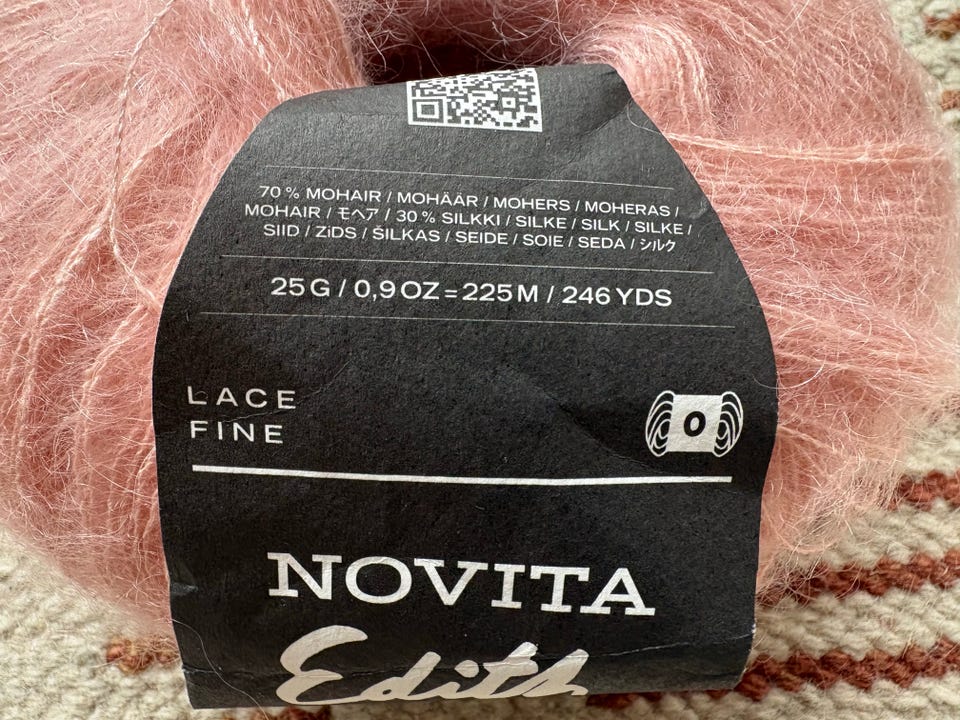 70 % MOHAIR / MOHÄÄR / MOHERS / MOHERAS /
MOHAIR / モヘア / 30 % SILKKI / SILKE / SILK / SILKE /
SIID / ZiDS / ŠILKAS / SEIDE / SOIE / SEDA / シルク
25 G / 0,9 OZ = 225 M / 246 YDS
LACE
FINE
0
NOVITA
Edith